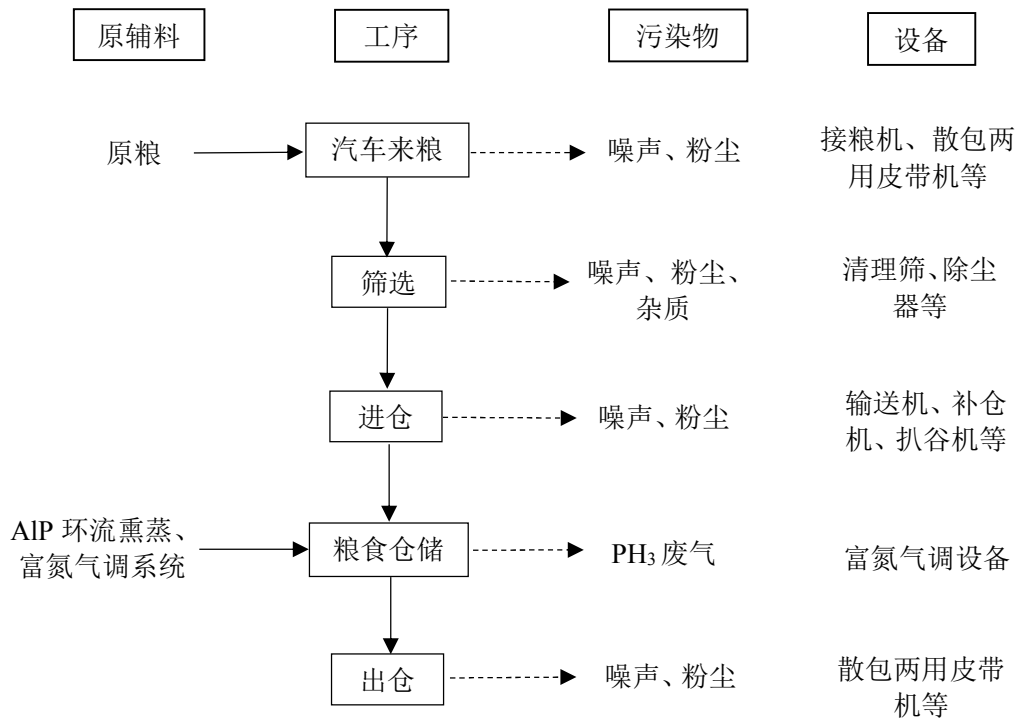 原辅料
工序
污染物
设备
原粮
汽车来粮
噪声、粉尘
接粮机、散包两
用皮带机等
筛选
噪声、粉尘、
杂质
清理筛、除尘
器等
进仓
噪声、粉尘
输送机、补仓
机、扒谷机等
AlP 环流熏蒸、
富氮气调系统
粮食仓储
PH₃ 废气
富氮气调设备
出仓
噪声、粉尘
散包两用皮带
机等